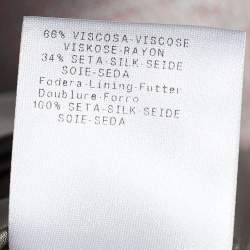 66% VISCOSA-VISCOSE
VISKOSE-RAYON
34% SETA-SILK-SEIDE
SOIE-SEDA
Fodera-Lining-Futter
Doublure-Forro
100% SETA-SILK-SEIDE
SOIE-SEDA